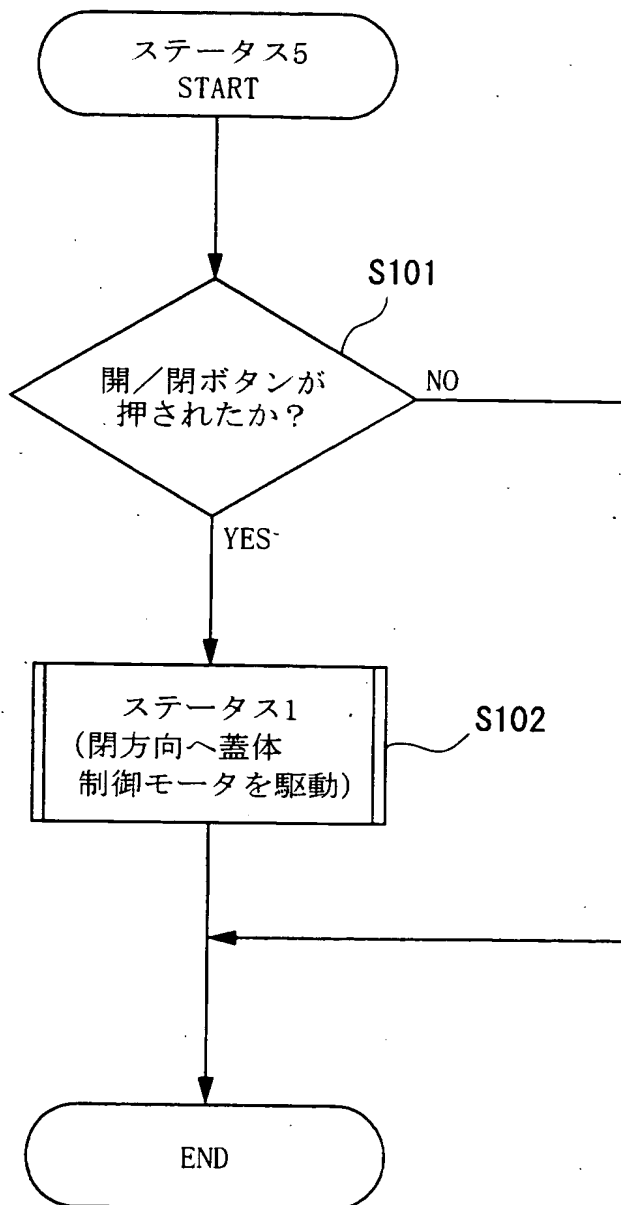 ステータス5
START
S101
開／閉ボタンが
押されたか？
NO
YES
ステータス1
(閉方向へ蓋体
制御モータを駆動)
S102
END